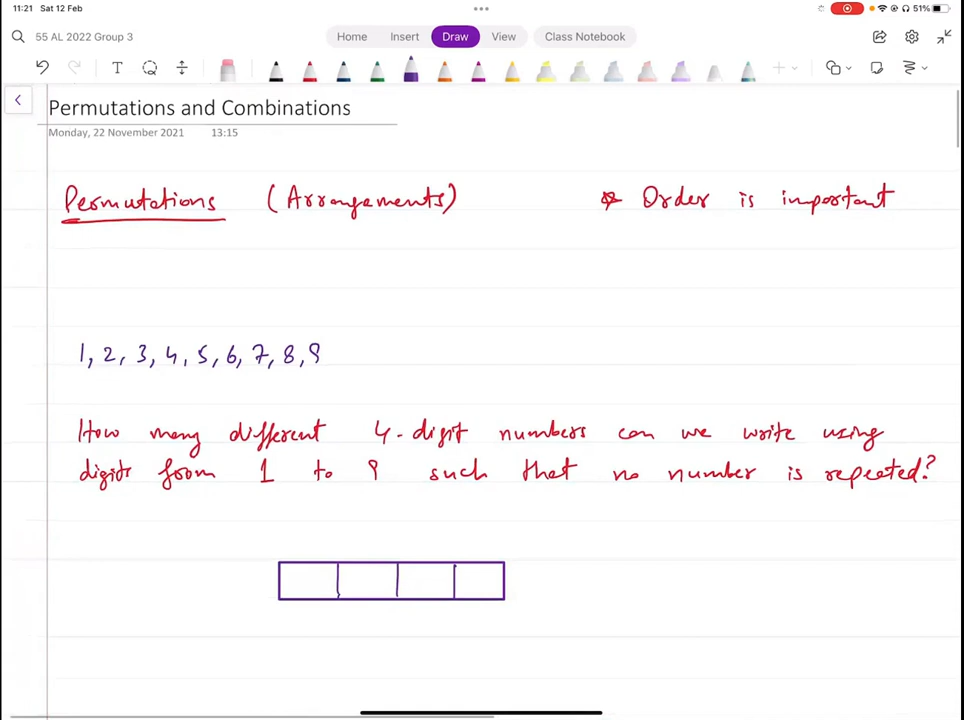 11:21 Sat 12 Feb
51%
55 AL 2022 Group 3
Home Insert Draw View Class Notebook
Permutations and Combinations
Monday, 22 November 2021 13:15
Permutations (Arrangements) * Order is important
1, 2, 3, 4, 5, 6, 7, 8, 9
How many different 4-digit numbers can we write using
digits from 1 to 9 such that no number is repeated?